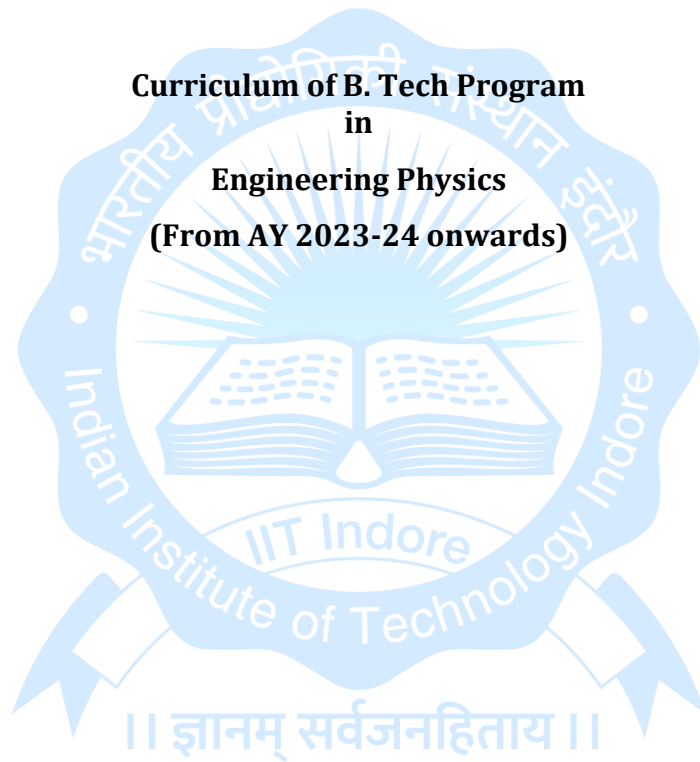 Curriculum of B. Tech Program
in
Engineering Physics
(From AY 2023-24 onwards)
भारतीय प्रौद्योगिकी संस्थान इंदौर
IIT Indore
Indian Institute of Technology Indore
।। ज्ञानम् सर्वजनहिताय ।।